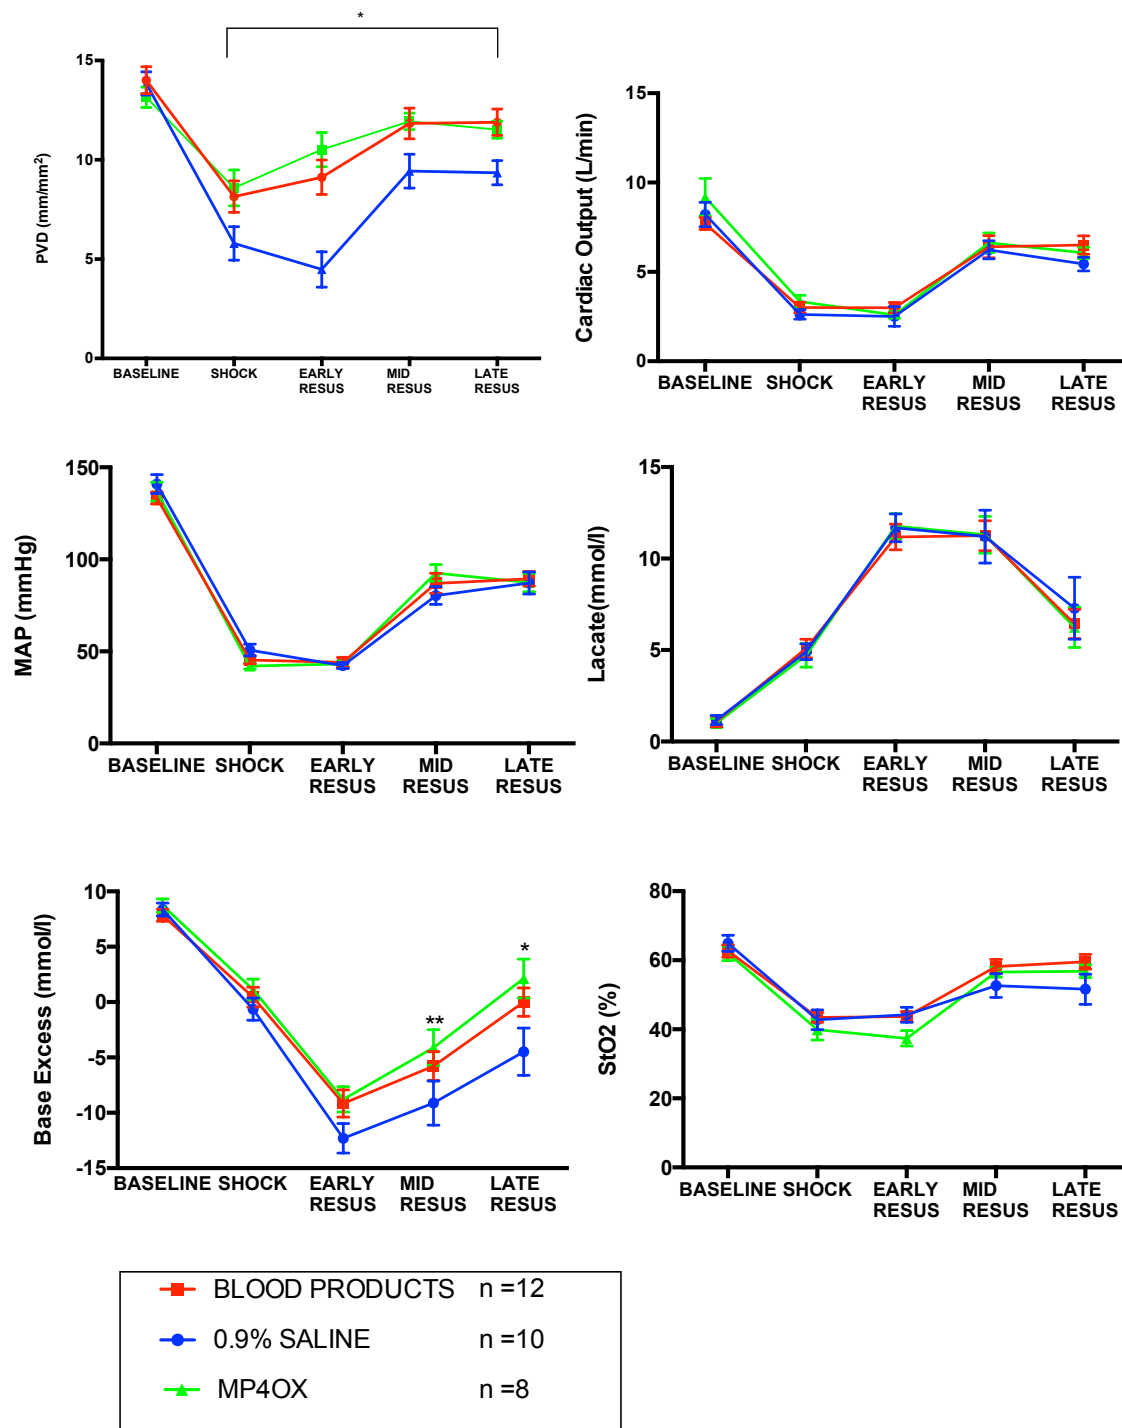 *
15
10
5
0
PVD (mm/mm²)
BASELINE SHOCK EARLY RESUS MID RESUS LATE RESUS
15
10
5
0
Cardiac Output (L/min)
BASELINE SHOCK EARLY RESUS MID RESUS LATE RESUS
150
100
50
0
MAP (mmHg)
BASELINE SHOCK EARLY RESUS MID RESUS LATE RESUS
15
10
5
0
Lacate(mmol/l)
BASELINE SHOCK EARLY RESUS MID RESUS LATE RESUS
10
5
0
-5
-10
-15
Base Excess (mmol/l)
**
*
BASELINE SHOCK EARLY RESUS MID RESUS LATE RESUS
80
60
40
20
0
StO2 (%)
BASELINE SHOCK EARLY RESUS MID RESUS LATE RESUS
BLOOD PRODUCTS n =12
0.9% SALINE n =10
MP4OX n =8